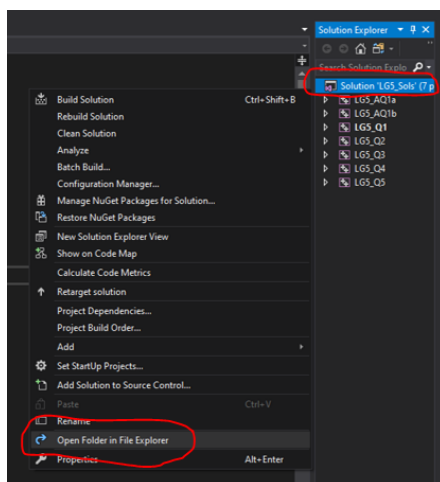 Solution Explorer
Search Solution Explo
Solution 'LG5_Sols' (7 p
LG5_AQ1a
LG5_AQ1b
LG5_Q1
LG5_Q2
LG5_Q3
LG5_Q4
LG5_Q5
Build Solution Ctrl+Shift+B
Rebuild Solution
Clean Solution
Analyze
Batch Build...
Configuration Manager...
Manage NuGet Packages for Solution...
Restore NuGet Packages
New Solution Explorer View
Show on Code Map
Calculate Code Metrics
Retarget solution
Project Dependencies...
Project Build Order...
Add
Set StartUp Projects...
Add Solution to Source Control...
Paste Ctrl+V
Rename
Open Folder in File Explorer
Properties Alt+Enter